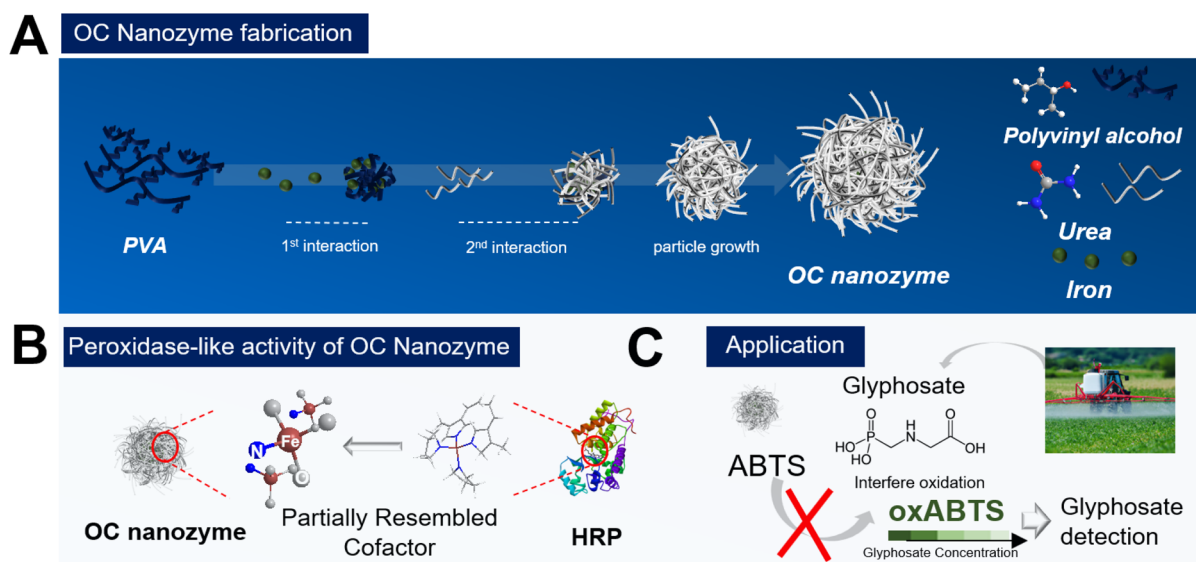 A
OC Nanozyme fabrication
PVA
1st interaction
2nd interaction
particle growth
OC nanozyme
Polyvinyl alcohol
Urea
Iron
B
Peroxidase-like activity of OC Nanozyme
Fe
N
OC nanozyme
Partially Resembled
Cofactor
HRP
C
Application
ABTS
Glyphosate
O
H
N
O
HO
P
OH
HO
Interfere oxidation
oxABTS
Glyphosate Concentration
Glyphosate
detection